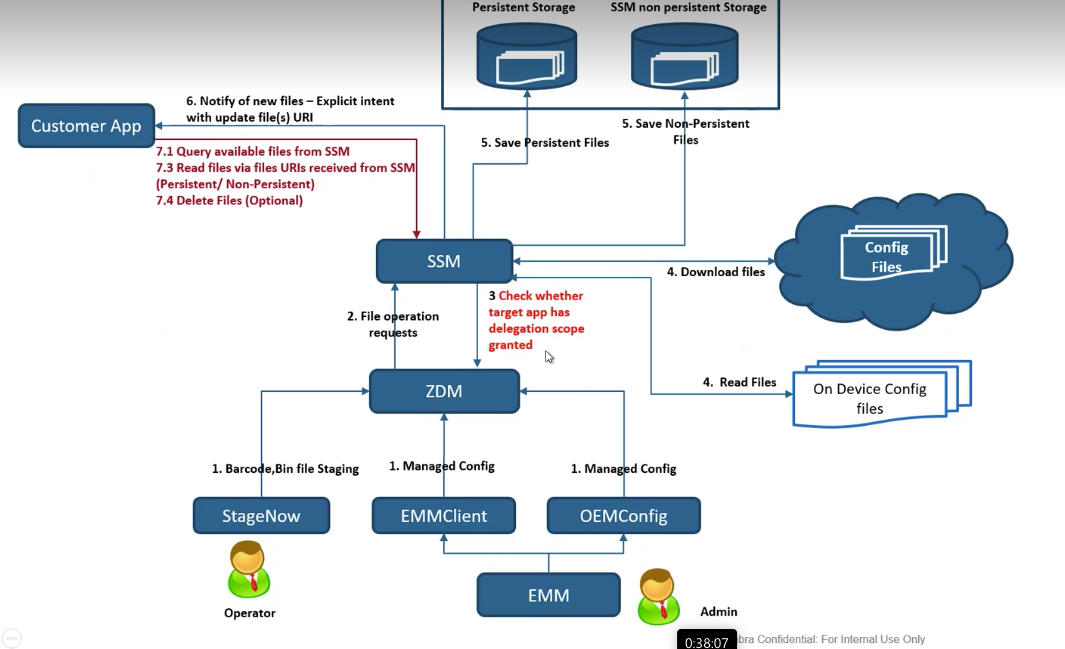 Persistent Storage
SSM non persistent Storage
6. Notify of new files – Explicit intent
with update file(s) URI
Customer App
5. Save Persistent Files
5. Save Non-Persistent
Files
7.1 Query available files from SSM
7.3 Read files via files URIs received from SSM
(Persistent/ Non-Persistent)
7.4 Delete Files (Optional)
SSM
Config
Files
4. Download files
2. File operation
requests
3 Check whether
target app has
delegation scope
granted
4. Read Files
On Device Config
files
ZDM
1. Barcode,Bin file Staging
1. Managed Config
1. Managed Config
StageNow
EMMClient
OEMConfig
EMM
Operator
Admin
Confidential: For Internal Use Only
0:38:07